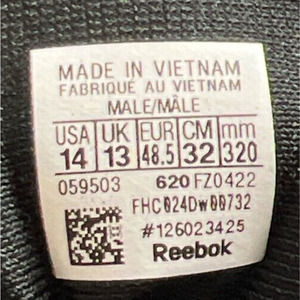 MADE IN VIETNAM
FABRIQUÉ AU VIETNAM
MALE/MÂLE
USA UK EUR CM mm
14 13 48.5 32 320
059503 620 FZ0422
FHC024DW00732
#126023425
Reebok